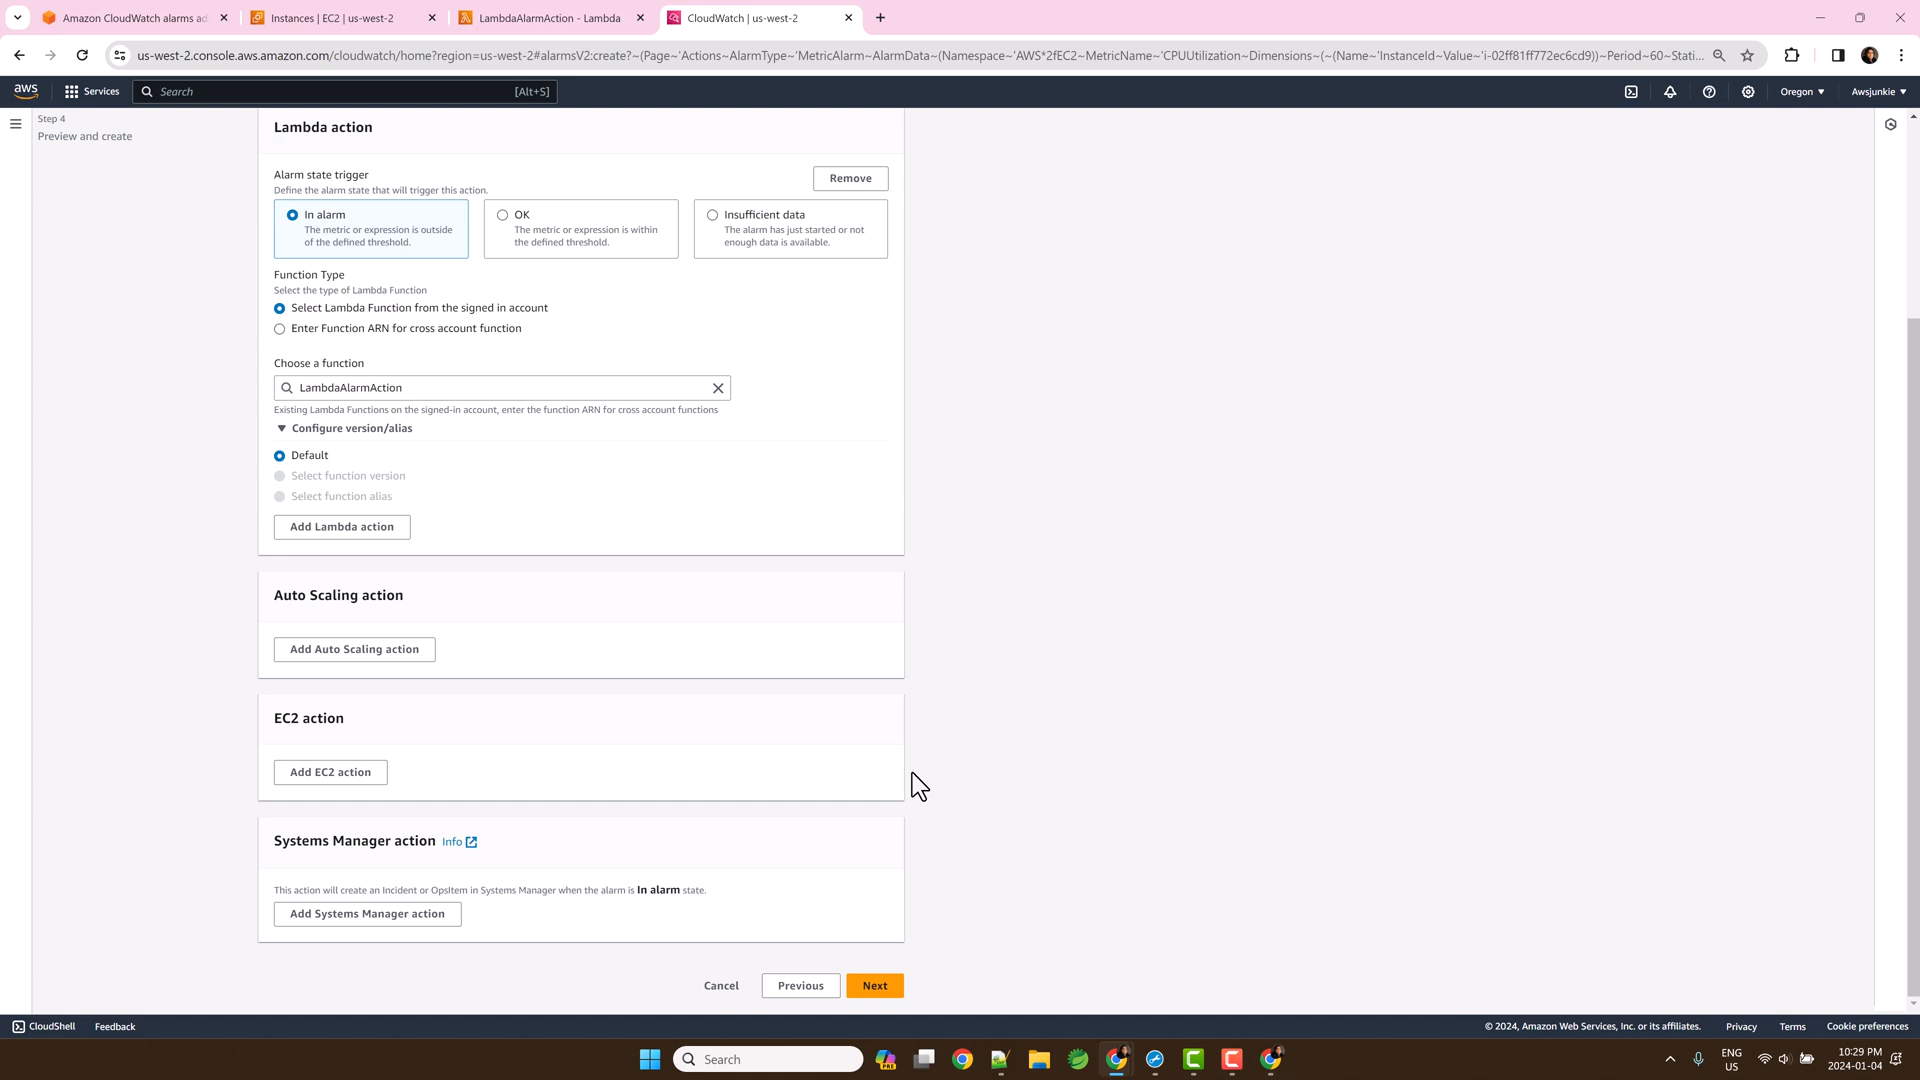 Amazon CloudWatch alarms ad
Instances | EC2 | us-west-2
LambdaAlarmAction - Lambda
CloudWatch | us-west-2
us-west-2.console.aws.amazon.com/cloudwatch/home?region=us-west-2#alarmsV2:create?~(Page~'Actions~AlarmType~'MetricAlarm~AlarmData~(Namespace~'AWS*2fEC2~MetricName~'CPUUtilization~Dimensions~(~(Name~'InstanceId~Value~'i-02ff81ff772ec6cd9))~Period~60~Stati...
aws
Services
Search
[Alt+S]
Oregon
Awsjunkie
Step 4
Preview and create
Lambda action
Alarm state trigger
Define the alarm state that will trigger this action.
Remove
In alarm
The metric or expression is outside
of the defined threshold.
OK
The metric or expression is within
the defined threshold.
Insufficient data
The alarm has just started or not
enough data is available.
Function Type
Select the type of Lambda Function
Select Lambda Function from the signed in account
Enter Function ARN for cross account function
Choose a function
LambdaAlarmAction
Existing Lambda Functions on the signed-in account, enter the function ARN for cross account functions
Configure version/alias
Default
Select function version
Select function alias
Add Lambda action
Auto Scaling action
Add Auto Scaling action
EC2 action
Add EC2 action
Systems Manager action Info
This action will create an Incident or OpsItem in Systems Manager when the alarm is In alarm state.
Add Systems Manager action
Cancel
Previous
Next
CloudShell
Feedback
© 2024, Amazon Web Services, Inc. or its affiliates.
Privacy
Terms
Cookie preferences
Search
PRE
ENG
US
10:29 PM
2024-01-04